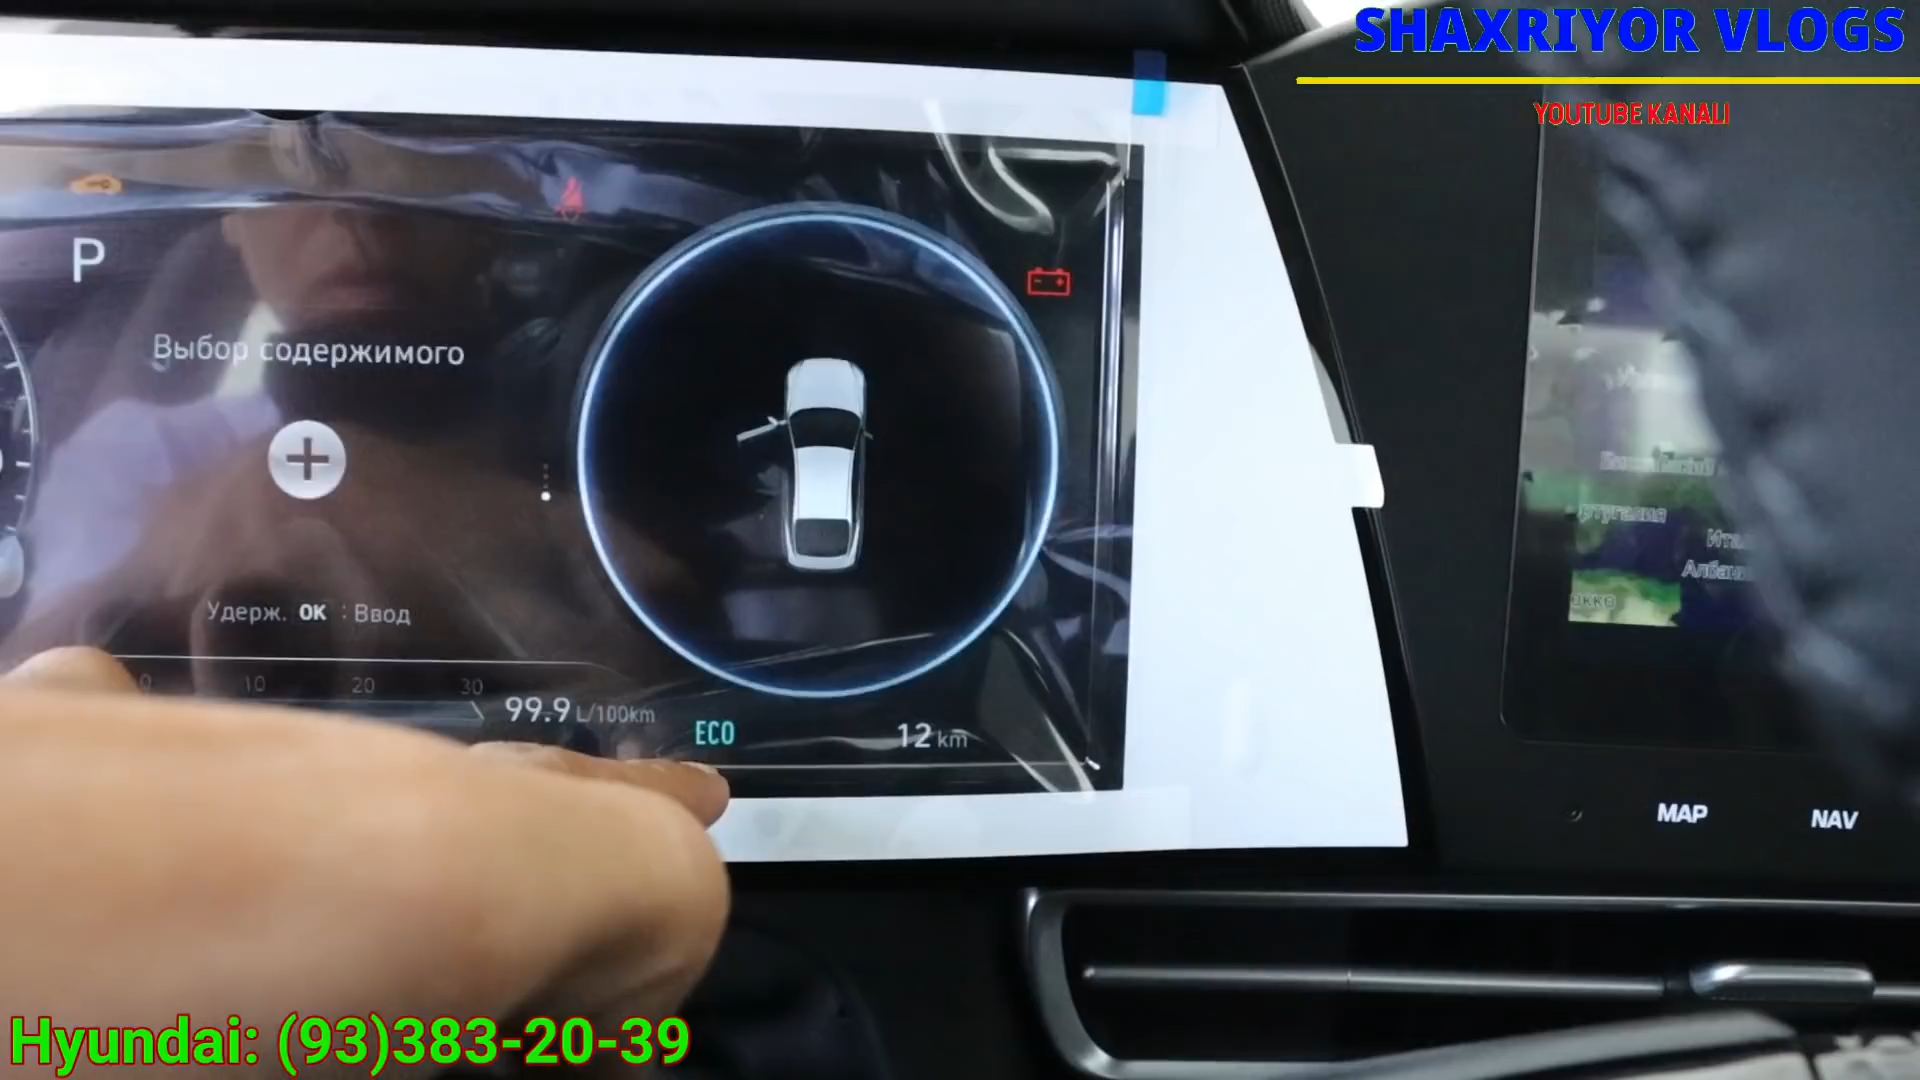 SHAXRIYOR VLOGS
YOUTUBE KANALI
P
Выбор содержимого
Удерж. OK : Ввод
0 10 20 30
99.9 L/100km
ECO
12 km
MAP NAV
Hyundai: (93)383-20-39